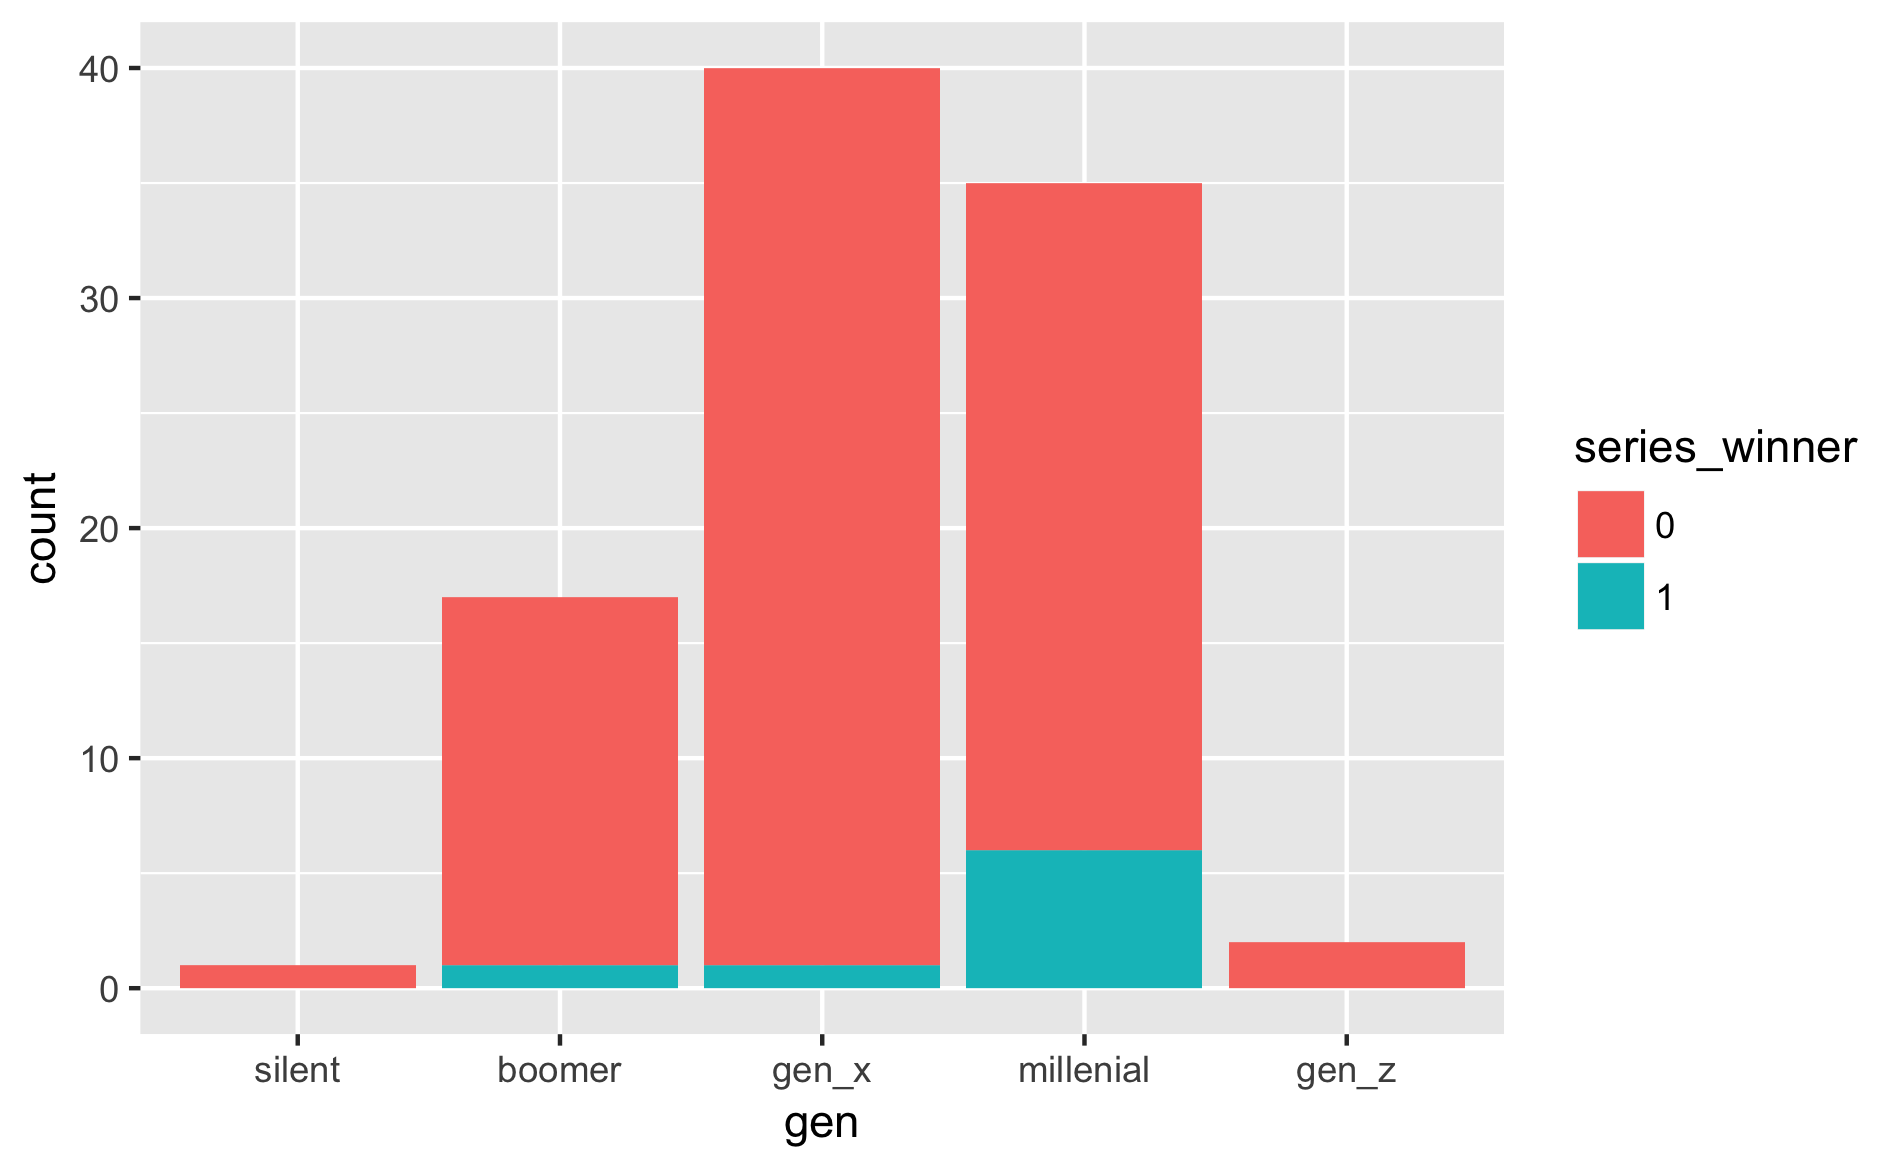 40
30
20
10
0
count
silent
boomer
gen_x
millenial
gen_z
gen
series_winner
0
1